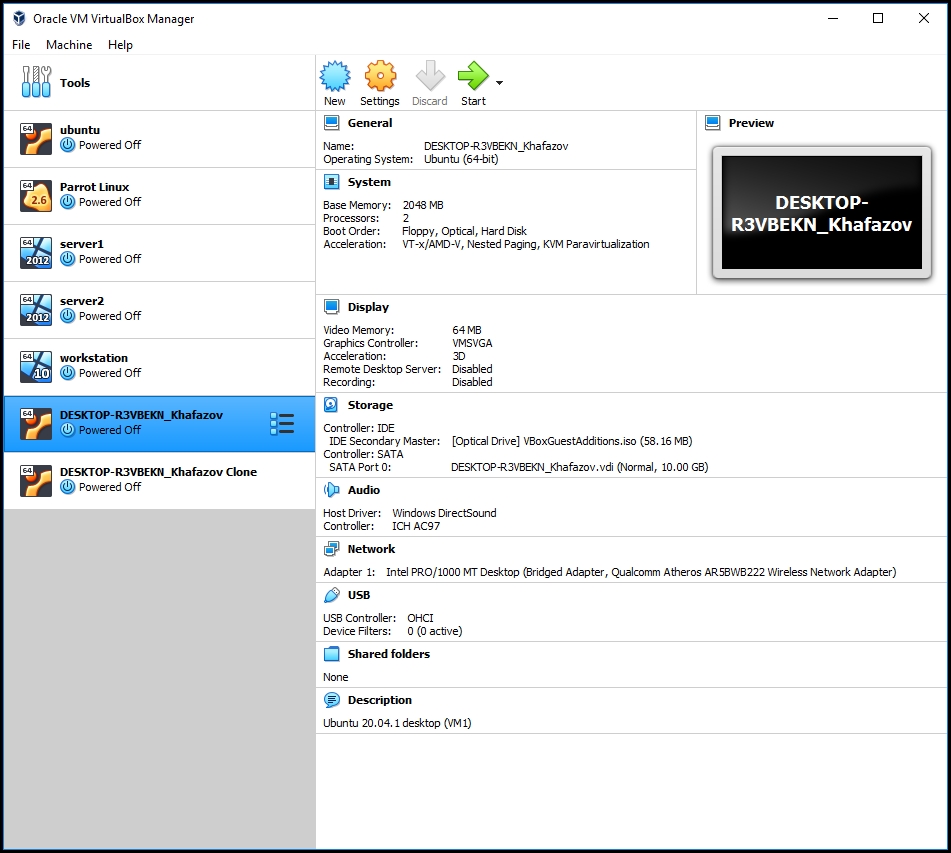 Oracle VM VirtualBox Manager
File Machine Help
Tools
64
ubuntu
Powered Off
64
2.6
Parrot Linux
Powered Off
64
2012
server1
Powered Off
64
2012
server2
Powered Off
64
10
workstation
Powered Off
64
DESKTOP-R3VBEKN_Khafazov
Powered Off
64
DESKTOP-R3VBEKN_Khafazov Clone
Powered Off
New Settings Discard Start
General
Name: DESKTOP-R3VBEKN_Khafazov
Operating System: Ubuntu (64-bit)
Preview
DESKTOP-
R3VBEKN_Khafazov
System
Base Memory: 2048 MB
Processors: 2
Boot Order: Floppy, Optical, Hard Disk
Acceleration: VT-x/AMD-V, Nested Paging, KVM Paravirtualization
Display
Video Memory: 64 MB
Graphics Controller: VMSVGA
Acceleration: 3D
Remote Desktop Server: Disabled
Recording: Disabled
Storage
Controller: IDE
IDE Secondary Master: [Optical Drive] VBoxGuestAdditions.iso (58.16 MB)
Controller: SATA
SATA Port 0: DESKTOP-R3VBEKN_Khafazov.vdi (Normal, 10.00 GB)
Audio
Host Driver: Windows DirectSound
Controller: ICH AC97
Network
Adapter 1: Intel PRO/1000 MT Desktop (Bridged Adapter, Qualcomm Atheros AR5BWB222 Wireless Network Adapter)
USB
USB Controller: OHCI
Device Filters: 0 (0 active)
Shared folders
None
Description
Ubuntu 20.04.1 desktop (VM1)